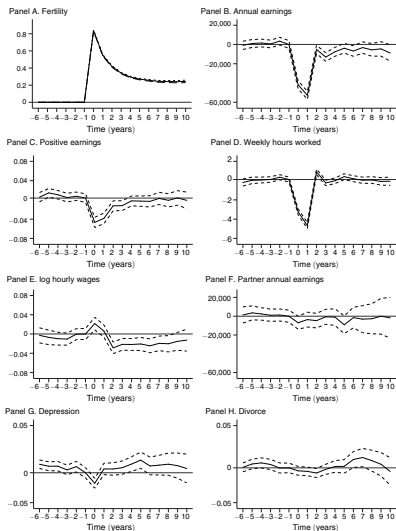 Panel A. Fertility
0.8
0.6
0.4
0.2
0
−6−5−4−3−2−1 0 1 2 3 4 5 6 7 8 9 10
Time (years)
Panel B. Annual earnings
20,000
0
−60,000
−6−5−4−3−2−1 0 1 2 3 4 5 6 7 8 9 10
Time (years)
Panel C. Positive earnings
0.08
0.04
0
−0.04
−0.08
−6−5−4−3−2−1 0 1 2 3 4 5 6 7 8 9 10
Time (years)
Panel D. Weekly hours worked
2
0
−2
−4
−6
−6−5−4−3−2−1 0 1 2 3 4 5 6 7 8 9 10
Time (years)
Panel E. log hourly wages
0.08
0.04
0
−0.04
−0.08
−6−5−4−3−2−1 0 1 2 3 4 5 6 7 8 9 10
Time (years)
Panel F. Partner annual earnings
20,000
0
−60,000
−6−5−4−3−2−1 0 1 2 3 4 5 6 7 8 9 10
Time (years)
Panel G. Depression
0.05
0
−0.05
−6−5−4−3−2−1 0 1 2 3 4 5 6 7 8 9 10
Time (years)
Panel H. Divorce
0.05
0
−0.05
−6−5−4−3−2−1 0 1 2 3 4 5 6 7 8 9 10
Time (years)